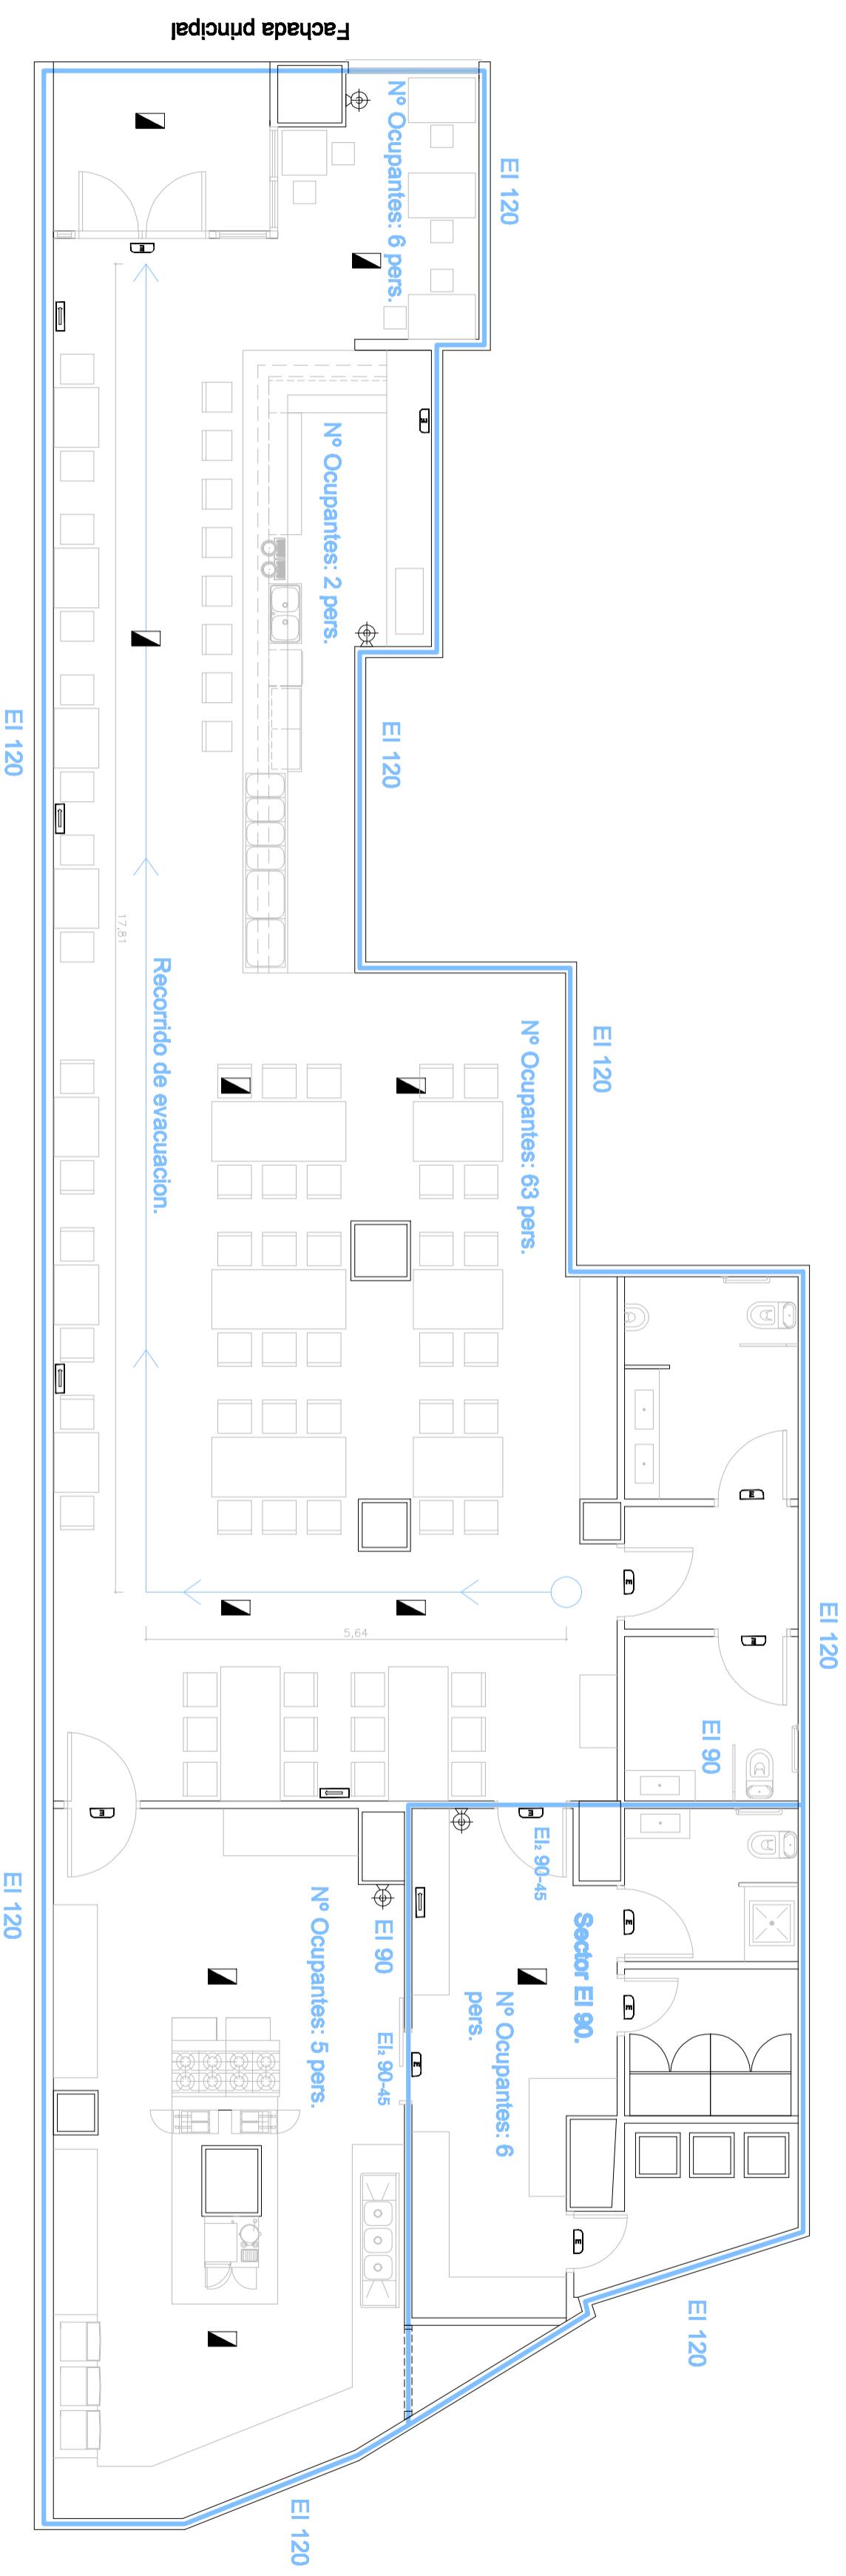 Fachada principal
Nº Ocupantes: 6 pers.
EI 120
Nº Ocupantes: 2 pers.
EI 120
EI 120
17,81
Recorrido de evacuacion.
EI 120
Nº Ocupantes: 63 pers.
5,64
EI 120
EI 90
EI₂ 90-45
Sector EI 90.
EI 120
Nº Ocupantes: 5 pers.
EI 90
EI₂ 90-45
Nº Ocupantes: 6
pers.
EI 120
EI 120
E
E
E
E
E
E
E
E
E
E
E